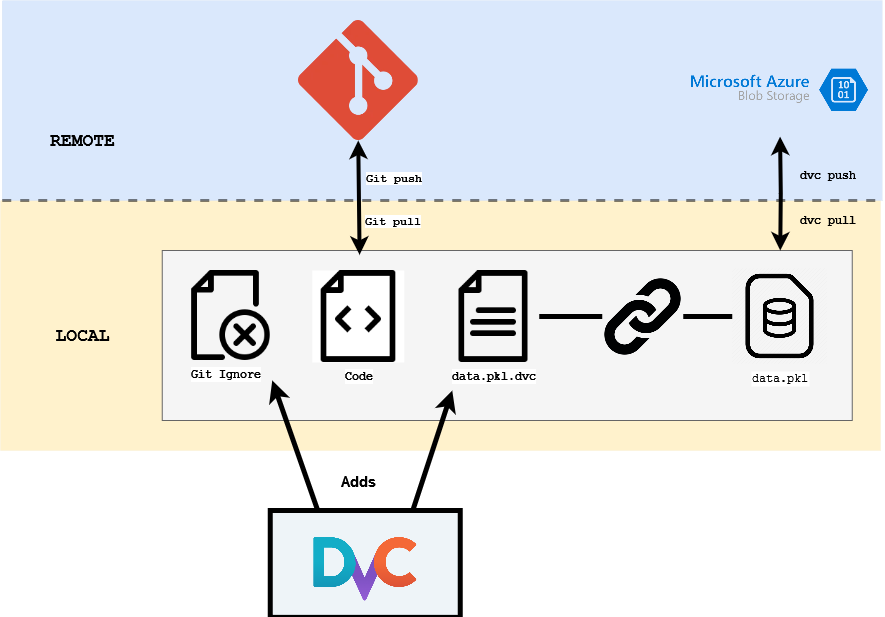 Microsoft Azure
Blob Storage
10
01
REMOTE
Git push
dvc push
Git pull
dvc pull
LOCAL
Git Ignore
Code
data.pkl.dvc
data.pkl
Adds
DVC